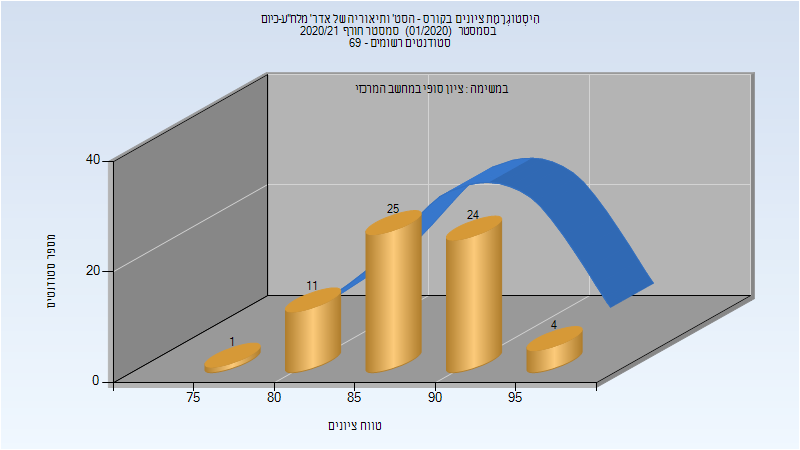 היסטוגרמת ציונים בקורס - הסט' ותיאוריה של אדר' מלח"ע-כיום
בסמסטר (01/2020) סמסטר חורף 2020/21
סטודנטים רשומים - 69
במשימה : ציון סופי במחשב המרכזי
מספר סטודנטים
40
20
0
1
11
25
24
4
75
80
85
90
95
טווח ציונים